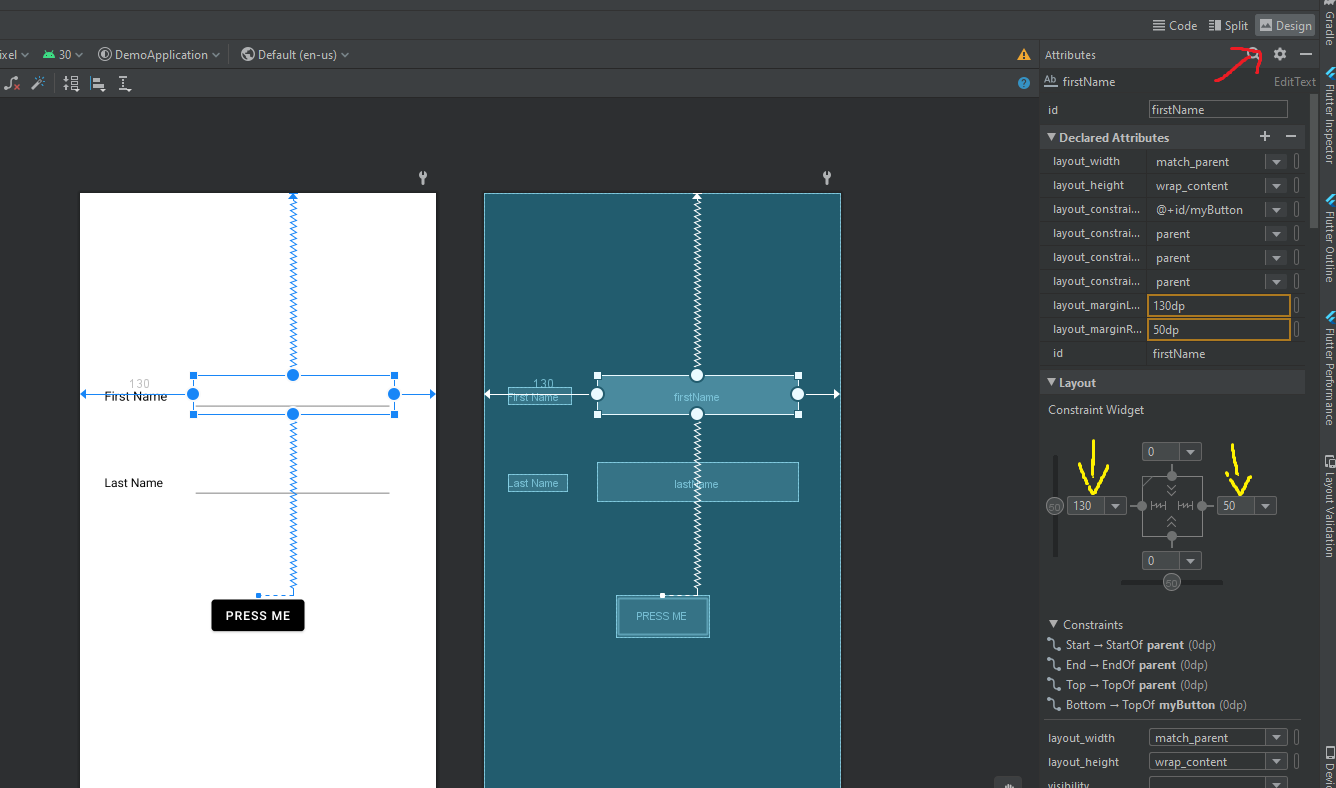 Code Split Design
ixel 30 DemoApplication Default (en-us)
Attributes
Ab firstName EditText
id firstName
Declared Attributes
layout_width match_parent
layout_height wrap_content
layout_constrai... @+id/myButton
layout_constrai... parent
layout_constrai... parent
layout_constrai... parent
layout_marginL... 130dp
layout_marginR... 50dp
id firstName
Layout
Constraint Widget
0
50 130 50
0
50
Constraints
Start → StartOf parent (0dp)
End → EndOf parent (0dp)
Top → TopOf parent (0dp)
Bottom → TopOf myButton (0dp)
layout_width match_parent
layout_height wrap_content
visibility
130
First Name
Last Name
PRESS ME
130
First Name firstName
Last Name lastName
PRESS ME
Gradle
Flutter Inspector
Flutter Outline
Flutter Performance
Layout Validation
Devic